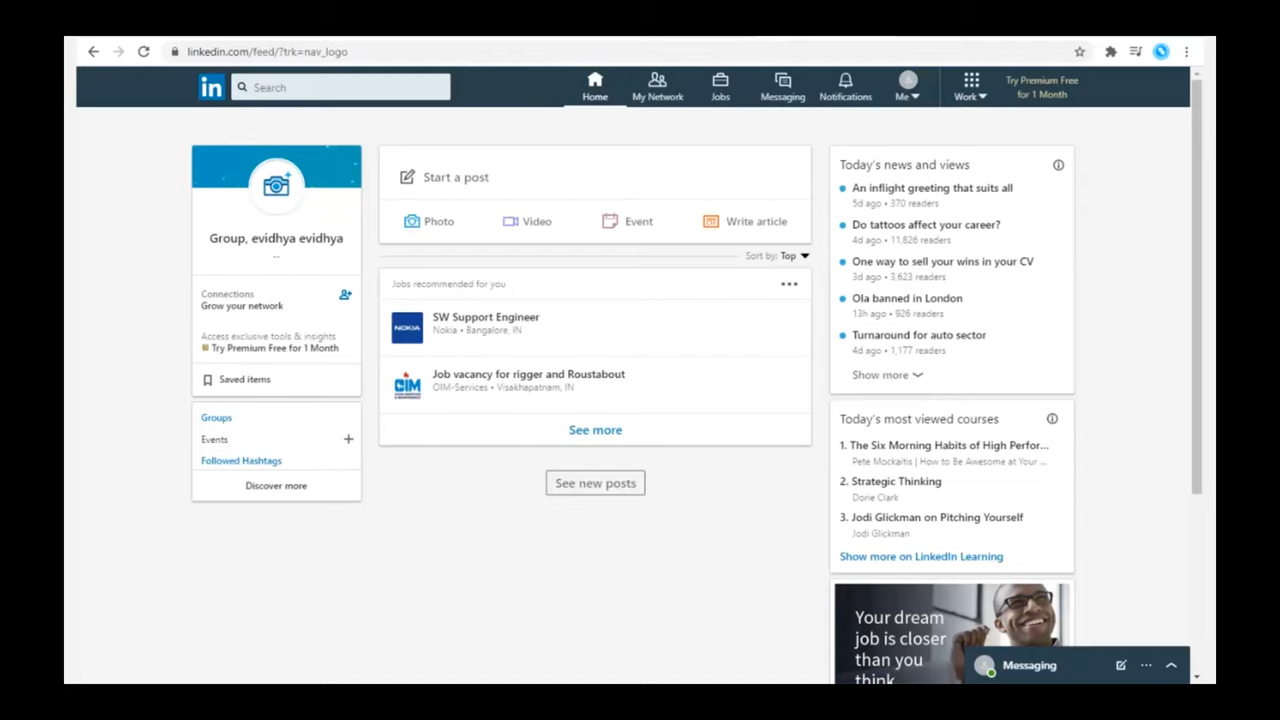 linkedin.com/feed/?trk=nav_logo
in
Search
Home
My Network
Jobs
Messaging
Notifications
Me
Work
Try Premium Free
for 1 Month
Group, evidhya evidhya
--
Connections
Grow your network
Access exclusive tools & insights
Try Premium Free for 1 Month
Saved items
Groups
Events
Followed Hashtags
Discover more
Start a post
Photo
Video
Event
Write article
Sort by: Top
Jobs recommended for you
NOKIA
SW Support Engineer
Nokia • Bangalore, IN
OIM
Job vacancy for rigger and Roustabout
OIM-Services • Visakhapatnam, IN
See more
See new posts
Today's news and views
An inflight greeting that suits all
5d ago • 370 readers
Do tattoos affect your career?
4d ago • 11,826 readers
One way to sell your wins in your CV
3d ago • 3,623 readers
Ola banned in London
13h ago • 926 readers
Turnaround for auto sector
4d ago • 1,177 readers
Show more
Today's most viewed courses
1. The Six Morning Habits of High Perfor...
Pete Mockaitis | How to Be Awesome at Your ...
2. Strategic Thinking
Dorie Clark
3. Jodi Glickman on Pitching Yourself
Jodi Glickman
Show more on LinkedIn Learning
Your dream
job is closer
than you
think
Messaging